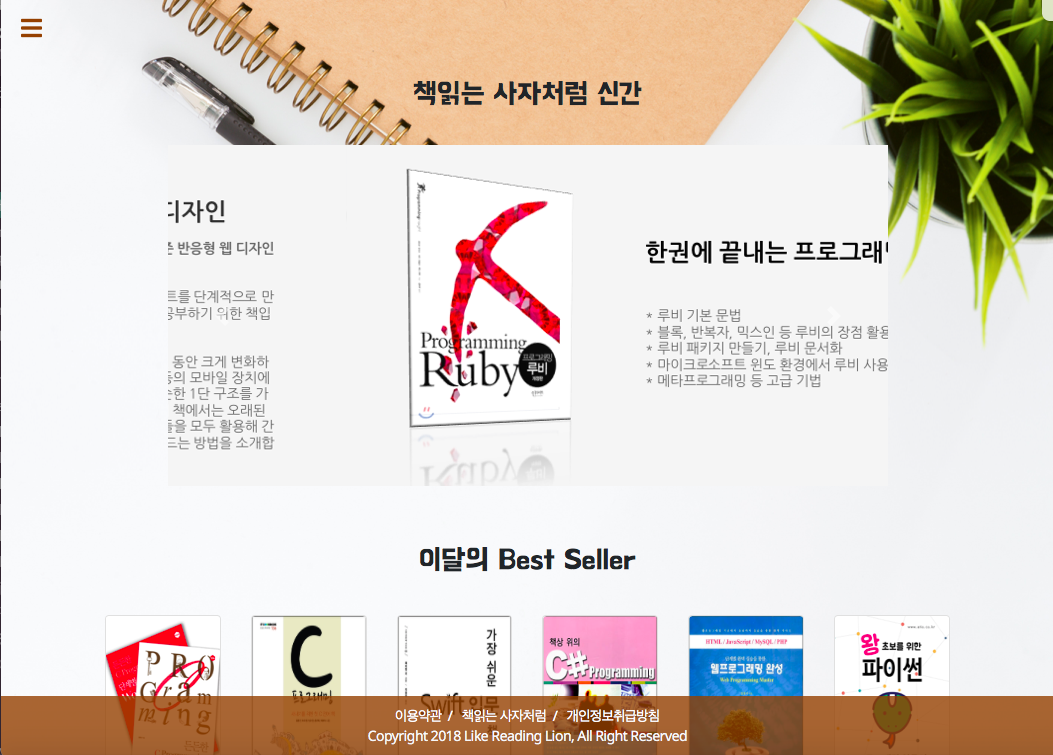 책읽는 사자처럼 신간
디자인
반응형 웹 디자인
트를 단계적으로 만
공부하기 위한 책입
동안 크게 변화하
등의 모바일 장치에
순한 1단 구조를 가
책에서는 오래된
들을 모두 활용해 간
드는 방법을 소개합
Programming
Ruby
프로그래밍
루비
한권에 끝내는 프로그래
* 루비 기본 문법
* 블록, 반복자, 믹스인 등 루비의 장점 활용
* 루비 패키지 만들기, 루비 문서화
* 마이크로소프트 윈도 환경에서 루비 사용
* 메타프로그래밍 등 고급 기법
이달의 Best Seller
PRO
Gram
ming
C
프로그래밍
가장 쉬운
Swift 입문
책상 위의
C# Programming
HTML / JavaScript / MySQL / PHP
웹프로그래밍 완성
Web Programming Master
왕초보를 위한
파이썬
이용약관 / 책읽는 사자처럼 / 개인정보취급방침
Copyright 2018 Like Reading Lion, All Right Reserved